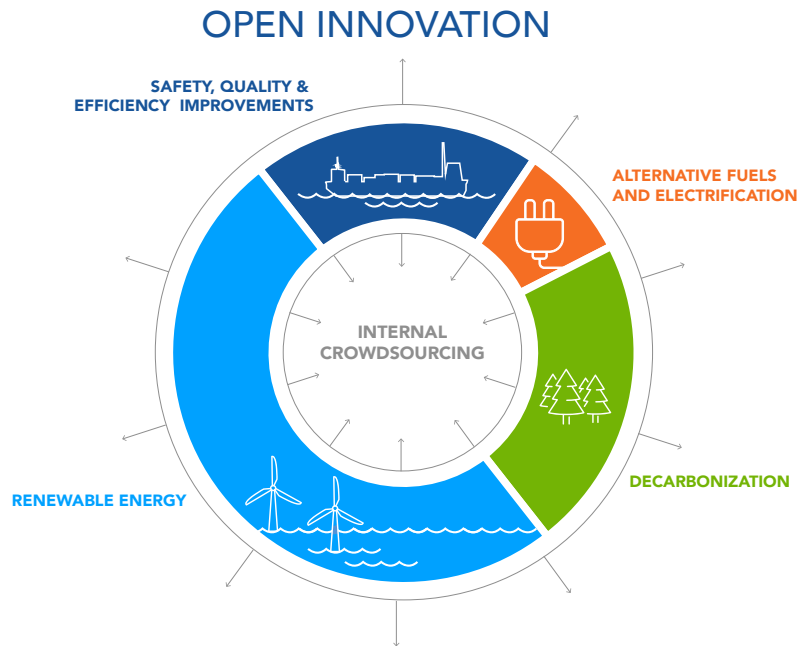 OPEN INNOVATION
SAFETY, QUALITY &
EFFICIENCY IMPROVEMENTS
ALTERNATIVE FUELS
AND ELECTRIFICATION
INTERNAL
CROWDSOURCING
DECARBONIZATION
RENEWABLE ENERGY